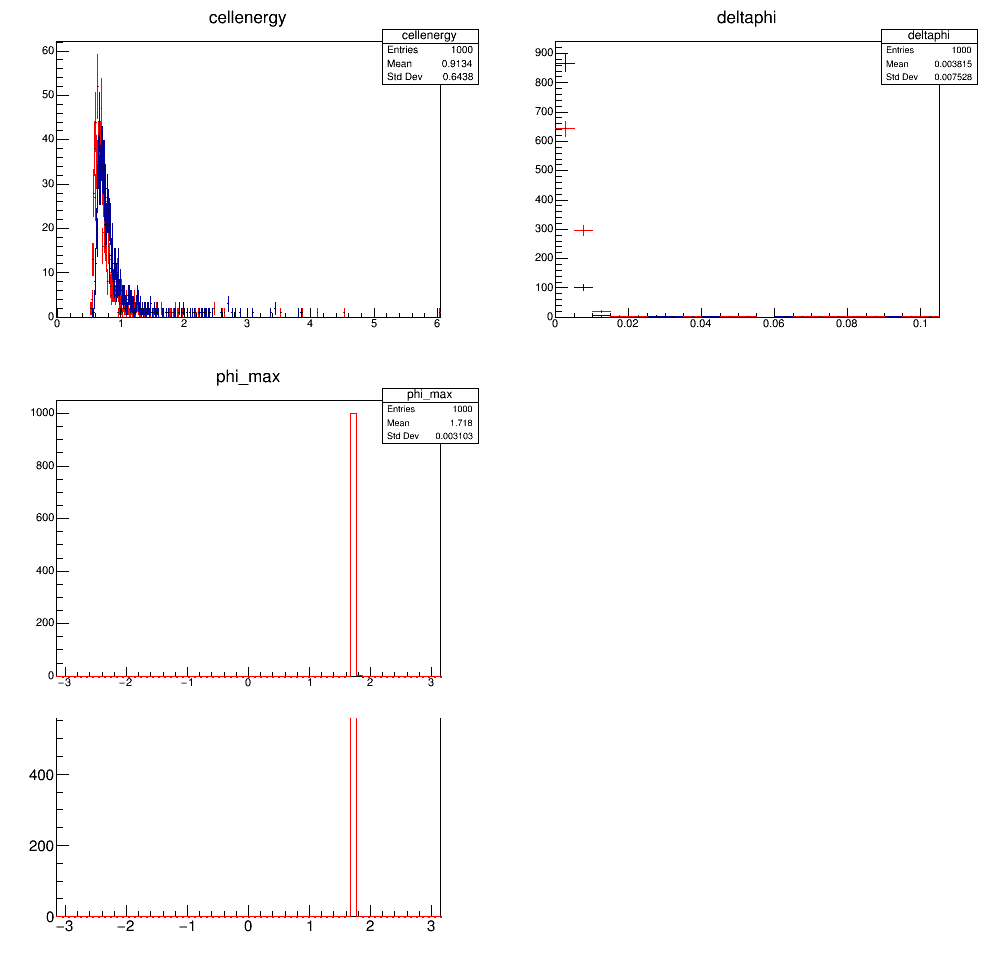 cellenergy
cellenergy
Entries 1000
Mean 0.9134
Std Dev 0.6438
60
50
40
30
20
10
0
0 1 2 3 4 5 6
deltaphi
deltaphi
Entries 1000
Mean 0.003815
Std Dev 0.007528
900
800
700
600
500
400
300
200
100
0
0 0.02 0.04 0.06 0.08 0.1
phi_max
phi_max
Entries 1000
Mean 1.718
Std Dev 0.003103
1000
800
600
400
200
0
−3 −2 −1 0 1 2 3
400
200
0
−3 −2 −1 0 1 2 3